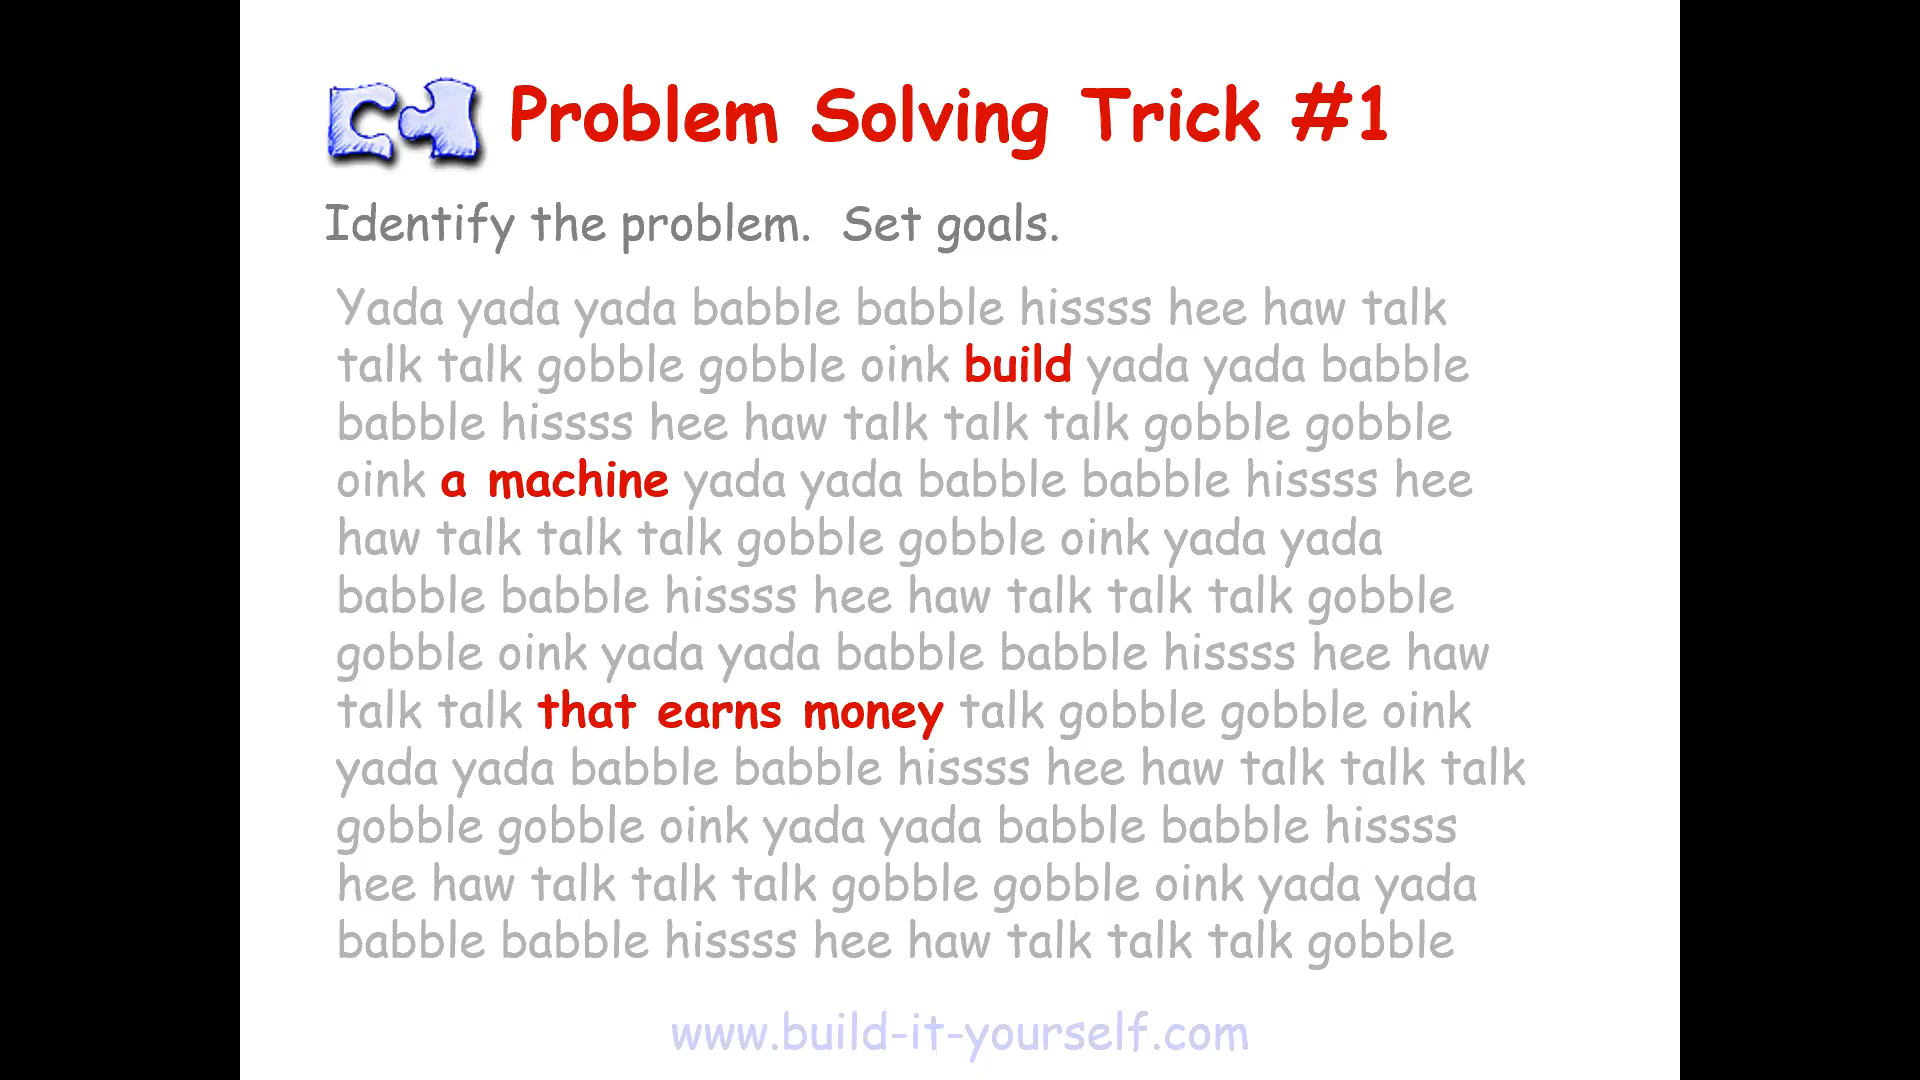 Problem Solving Trick #1
Identify the problem.  Set goals.
Yada yada yada babble babble hissss hee haw talk
talk talk gobble gobble oink build yada yada babble
babble hissss hee haw talk talk talk gobble gobble
oink a machine yada yada babble babble hissss hee
haw talk talk talk gobble gobble oink yada yada
babble babble hissss hee haw talk talk talk gobble
gobble oink yada yada babble babble hissss hee haw
talk talk that earns money talk gobble gobble oink
yada yada babble babble hissss hee haw talk talk talk
gobble gobble oink yada yada babble babble hissss
hee haw talk talk talk gobble gobble oink yada yada
babble babble hissss hee haw talk talk talk gobble
www.build-it-yourself.com